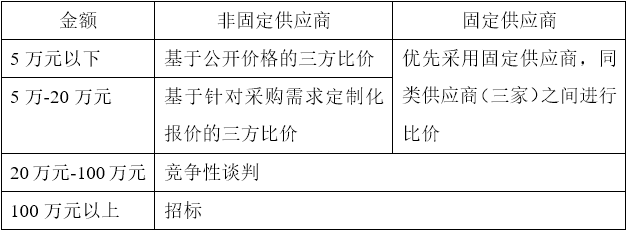 金额
非固定供应商
固定供应商
5 万元以下
基于公开价格的三方比价
优先采用固定供应商，同
类供应商（三家）之间进行
比价
5 万-20 万元
基于针对采购需求定制化
报价的三方比价
20 万元-100 万元
竞争性谈判
100 万元以上
招标